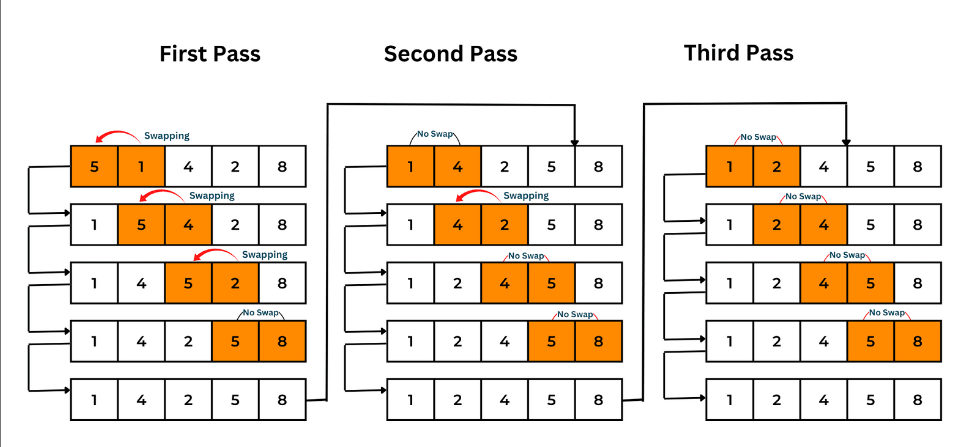 First Pass
Swapping
5 1 4 2 8
Swapping
1 5 4 2 8
Swapping
1 4 5 2 8
No Swap
1 4 2 5 8
1 4 2 5 8
Second Pass
No Swap
1 4 2 5 8
Swapping
1 4 2 5 8
No Swap
1 2 4 5 8
No Swap
1 2 4 5 8
1 2 4 5 8
Third Pass
No Swap
1 2 4 5 8
No Swap
1 2 4 5 8
No Swap
1 2 4 5 8
No Swap
1 2 4 5 8
1 2 4 5 8